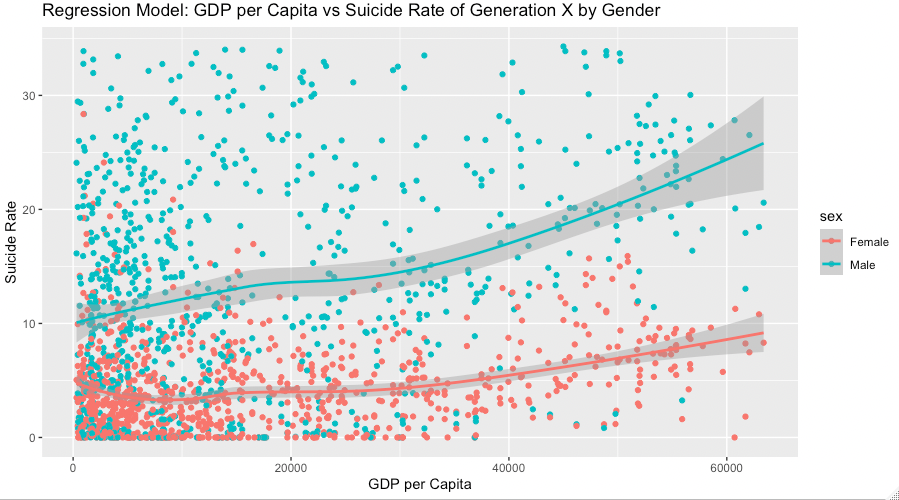 Regression Model: GDP per Capita vs Suicide Rate of Generation X by Gender
30
20
10
0
Suicide Rate
0 20000 40000 60000
GDP per Capita
sex
Female
Male